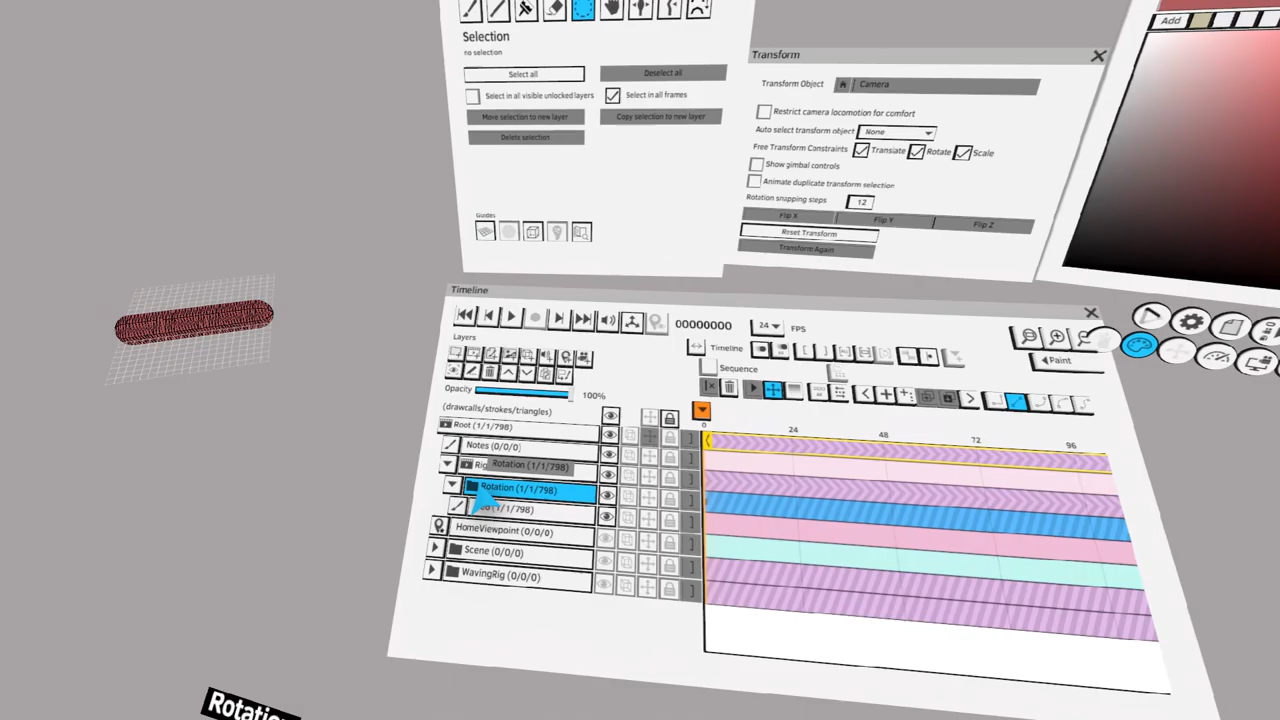 Selection
no selection
Select all
Deselect all
Select in all visible unlocked layers
Select in all frames
Move selection to new layer
Copy selection to new layer
Delete selection
Guides
Transform
Transform Object
Camera
Restrict camera locomotion for comfort
Auto select transform object
None
Free Transform Constraints
Translate
Rotate
Scale
Show gimbal controls
Animate duplicate transform selection
Rotation snapping steps
12
Flip X
Flip Y
Flip Z
Reset Transform
Transform Again
Add
Timeline
00000000
24
FPS
Layers
Timeline
Paint
Sequence
Opacity
100%
(drawcalls/strokes/triangles)
0
24
48
72
96
Root (1/1/798)
Notes (0/0/0)
Rotation (1/1/798)
Rotation (1/1/798)
(1/1/798)
HomeViewpoint (0/0/0)
Scene (0/0/0)
WavingRig (0/0/0)